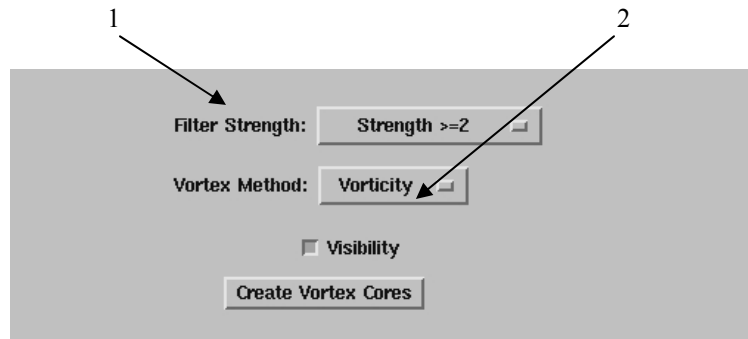 1 2
Filter Strength: Strength >=2
Vortex Method: Vorticity
Visibility
Create Vortex Cores